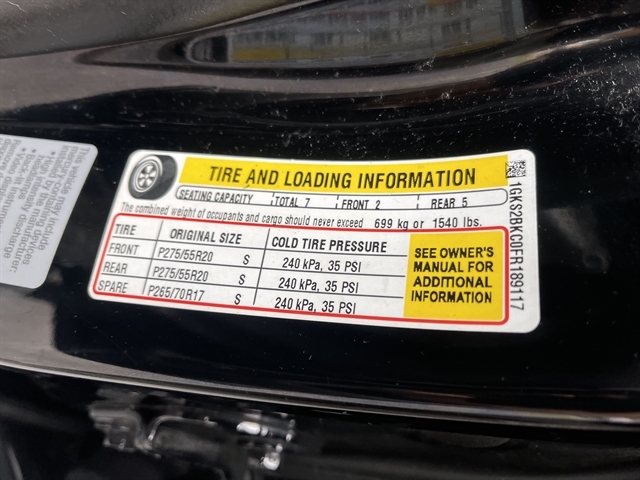 TIRE AND LOADING INFORMATION
SEATING CAPACITY TOTAL 7 FRONT 2 REAR 5
The combined weight of occupants and cargo should never exceed 699 kg or 1540 lbs.
TIRE ORIGINAL SIZE COLD TIRE PRESSURE
FRONT P275/55R20 S 240 kPa, 35 PSI
REAR P275/55R20 S 240 kPa, 35 PSI
SPARE P265/70R17 S 240 kPa, 35 PSI
SEE OWNER'S
MANUAL FOR
ADDITIONAL
INFORMATION
1GKS2BKC0FR189117